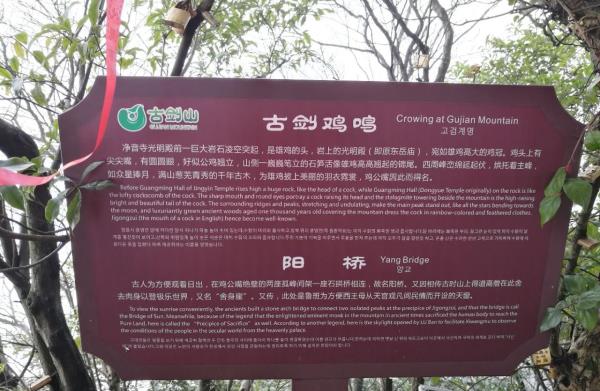 古剑山
GUJIAN MOUNTAIN
古剑鸡鸣
Crowing at Gujian Mountain
고검계명
净音寺光明殿前一巨大岩石凌空突起，是雄鸡的头，岩上的光明殿（即原东岳庙），宛如雄鸡高大的鸡冠。鸡头上有
尖尖嘴，有圆圆眼，好似公鸡翘立，山侧一巍巍笔立的石笋活像雄鸡高高翘起的锦尾。四周峰峦绵延起伏，烘托着主峰，
如众星捧月，满山葱茏青秀的千年古木，为雄鸡披上美丽的羽衣霓裳，鸡公嘴因此而得名。
Before Guangming Hall of Jingyin Temple rises high a huge rock, like the head of a cock, while Guangming Hall (Dongyue Temple originally) on the rock is like
the lofty cockscomb of the cock. The sharp mouth and round eyes portray a cock raising its head and the stalagmite towering beside the mountain is the high-raising
bright and beautiful tail of the cock. The surrounding ridges and peaks, stretching and undulating, make the main peak stand out, like all the stars bending towards
the moon, and luxuriantly green ancient woods aged one thousand years old covering the mountain dress the cock in rainbow-colored and feathered clothes.
Jigongzui (the mouth of a cock in English) hence become well-known.
阳 桥
Yang Bridge
양교
古人为方便观看日出，在鸡公嘴绝壁的两座孤峰间架一座石拱桥相连，故名阳桥。又因相传古时山上得道高僧在此舍
去肉身以登极乐世界，又名“舍身崖”。又传，此处是鲁班为方便西王母从天宫观凡间民情而开设的天窗。
To view the sunrise conveniently, the ancients built a stone arch bridge to connect two isolated peaks at the precipice of Jigongzui, and thus the bridge is call
the Bridge of Sun. Meanwhile, because of the legend that the enlightened eminent monk in the mountain in ancient times sacrificed the human body to reach the
Pure Land, here is called the "Precipice of Sacrifice" as well. According to another legend, here is the skylight opened by LU Ban to facilitate Xiwangmu to observe
the conditions of the people in the secular world from the heavenly palace.